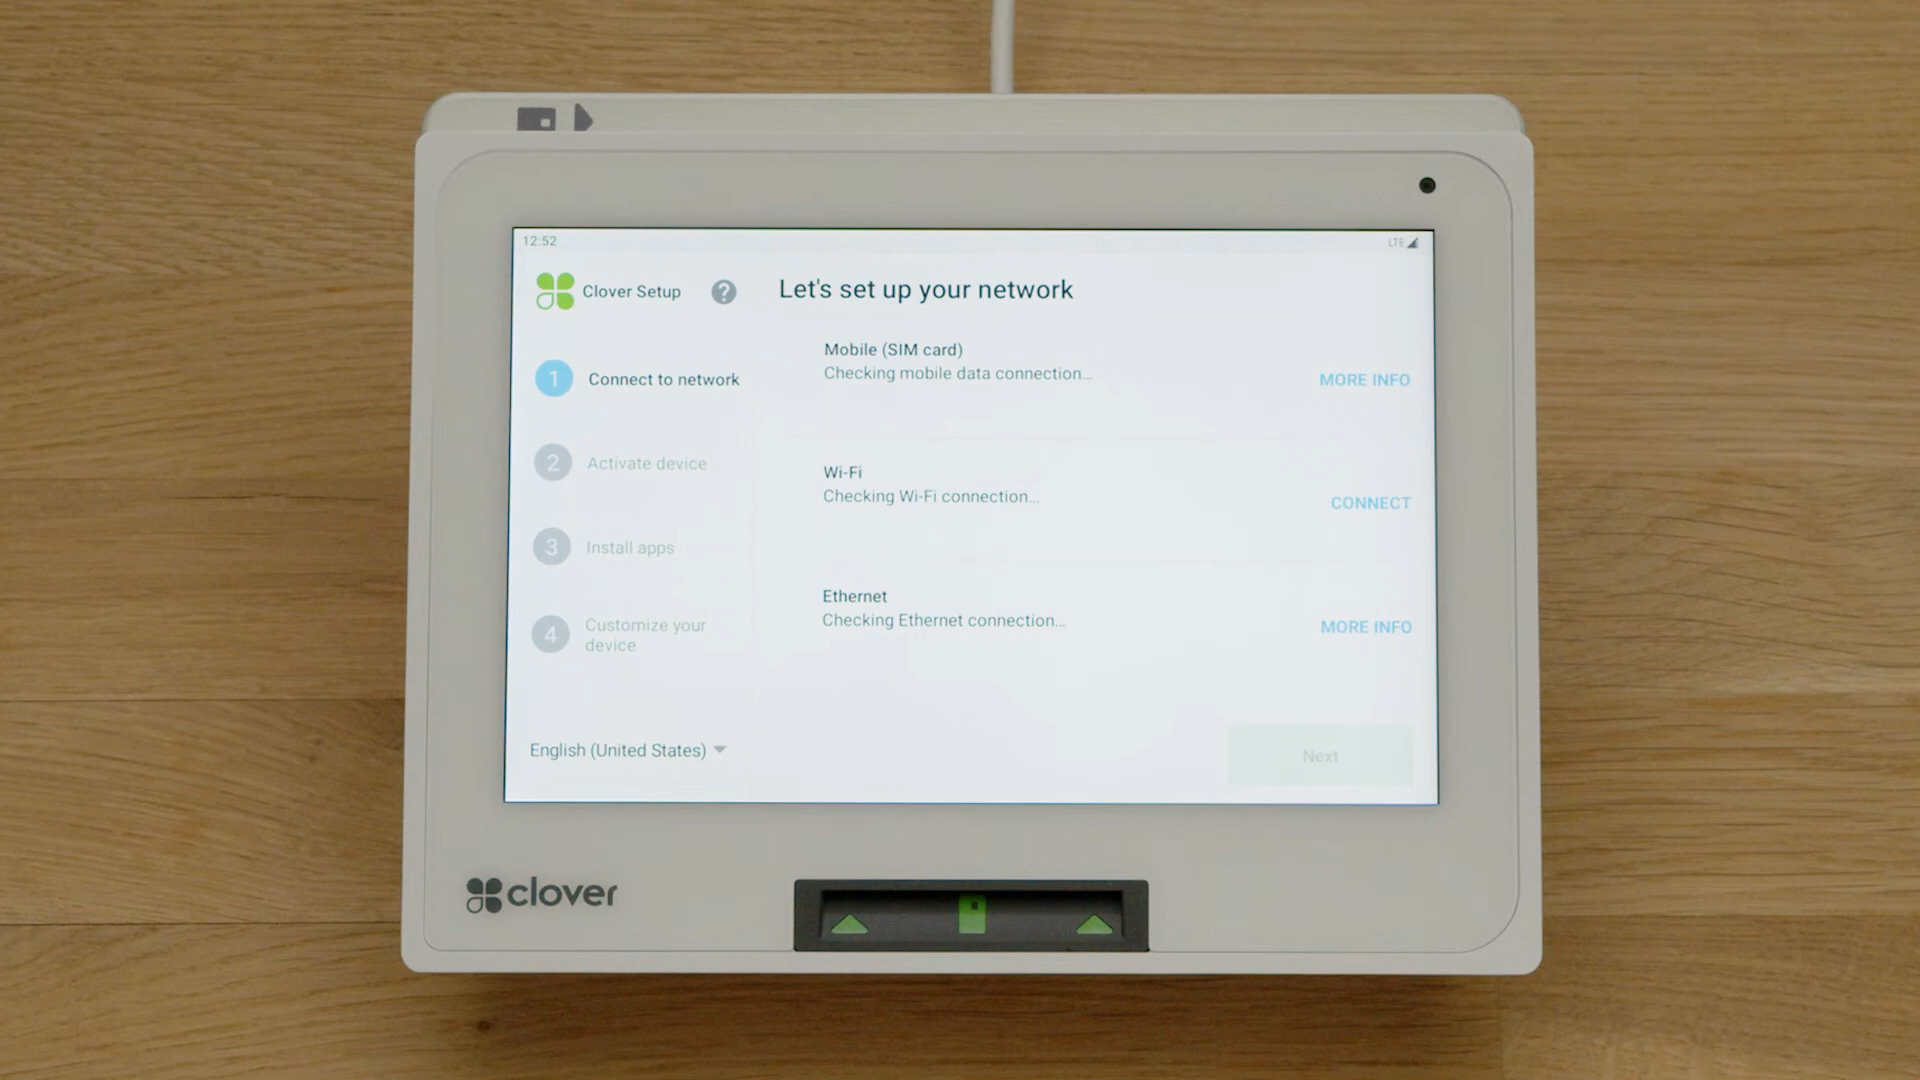 12:52
LTE
Clover Setup
?
Let's set up your network
1
Connect to network
2
Activate device
3
Install apps
4
Customize your
device
English (United States)
Mobile (SIM card)
Checking mobile data connection...
MORE INFO
Wi-Fi
Checking Wi-Fi connection...
CONNECT
Ethernet
Checking Ethernet connection...
MORE INFO
Next
clover